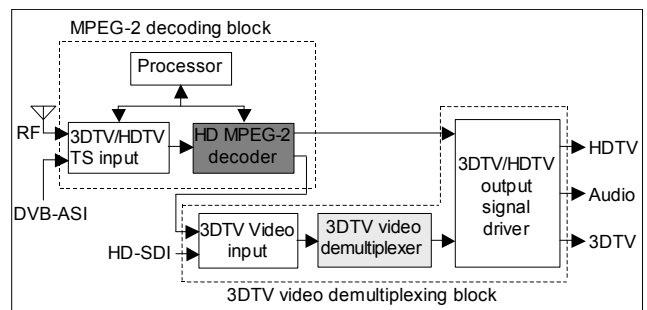 MPEG-2 decoding block
Processor
RF
3DTV/HDTV
TS input
HD MPEG-2
decoder
DVB-ASI
3DTV/HDTV
output
signal
driver
HDTV
Audio
3DTV
HD-SDI
3DTV Video
input
3DTV video
demultiplexer
3DTV video demultiplexing block